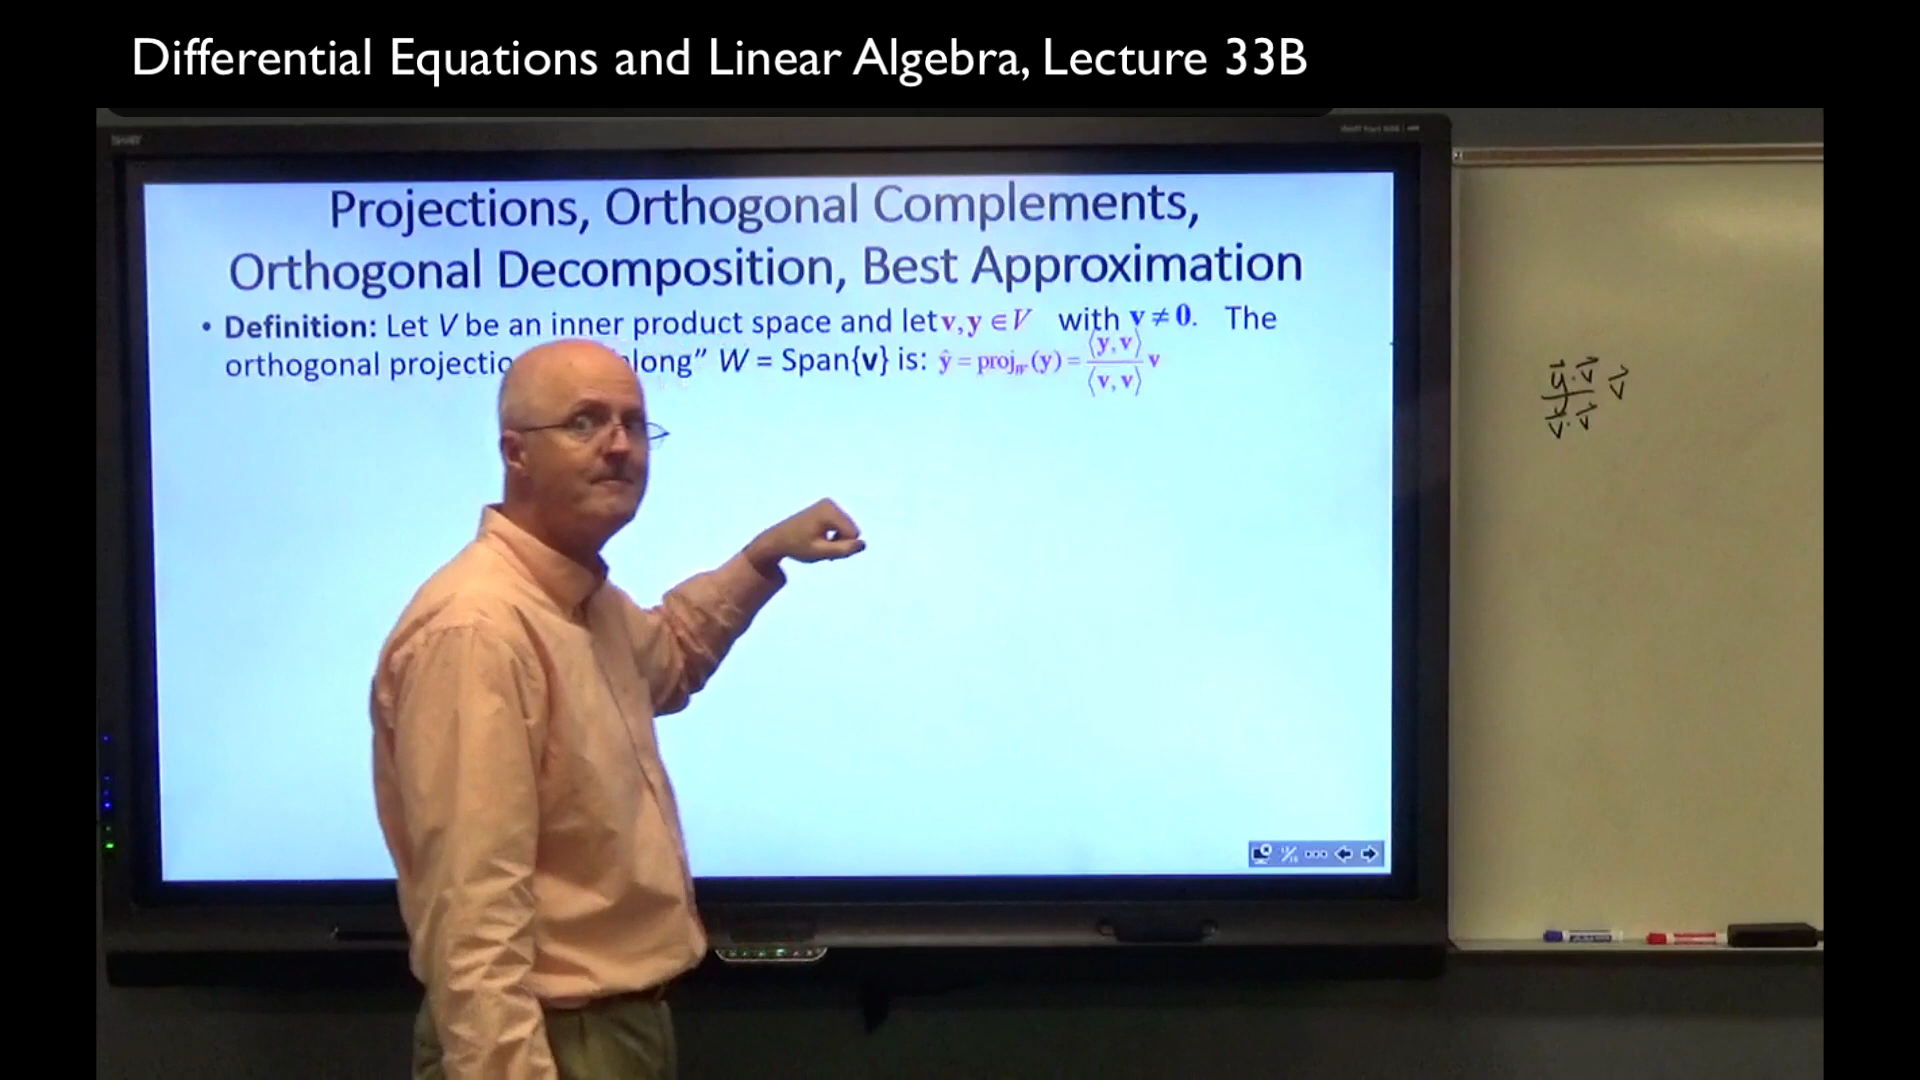 Differential Equations and Linear Algebra, Lecture 33B
SMART
Projections, Orthogonal Complements,
Orthogonal Decomposition, Best Approximation
• Definition: Let V be an inner product space and let v, y ∈ V with v ≠ 0. The
orthogonal projectio long” W = Span{v} is: ŷ = proj_W (y) = ⟨y, v⟩ / ⟨v, v⟩ v
y⃗·v⃗ / v⃗·v⃗ v⃗